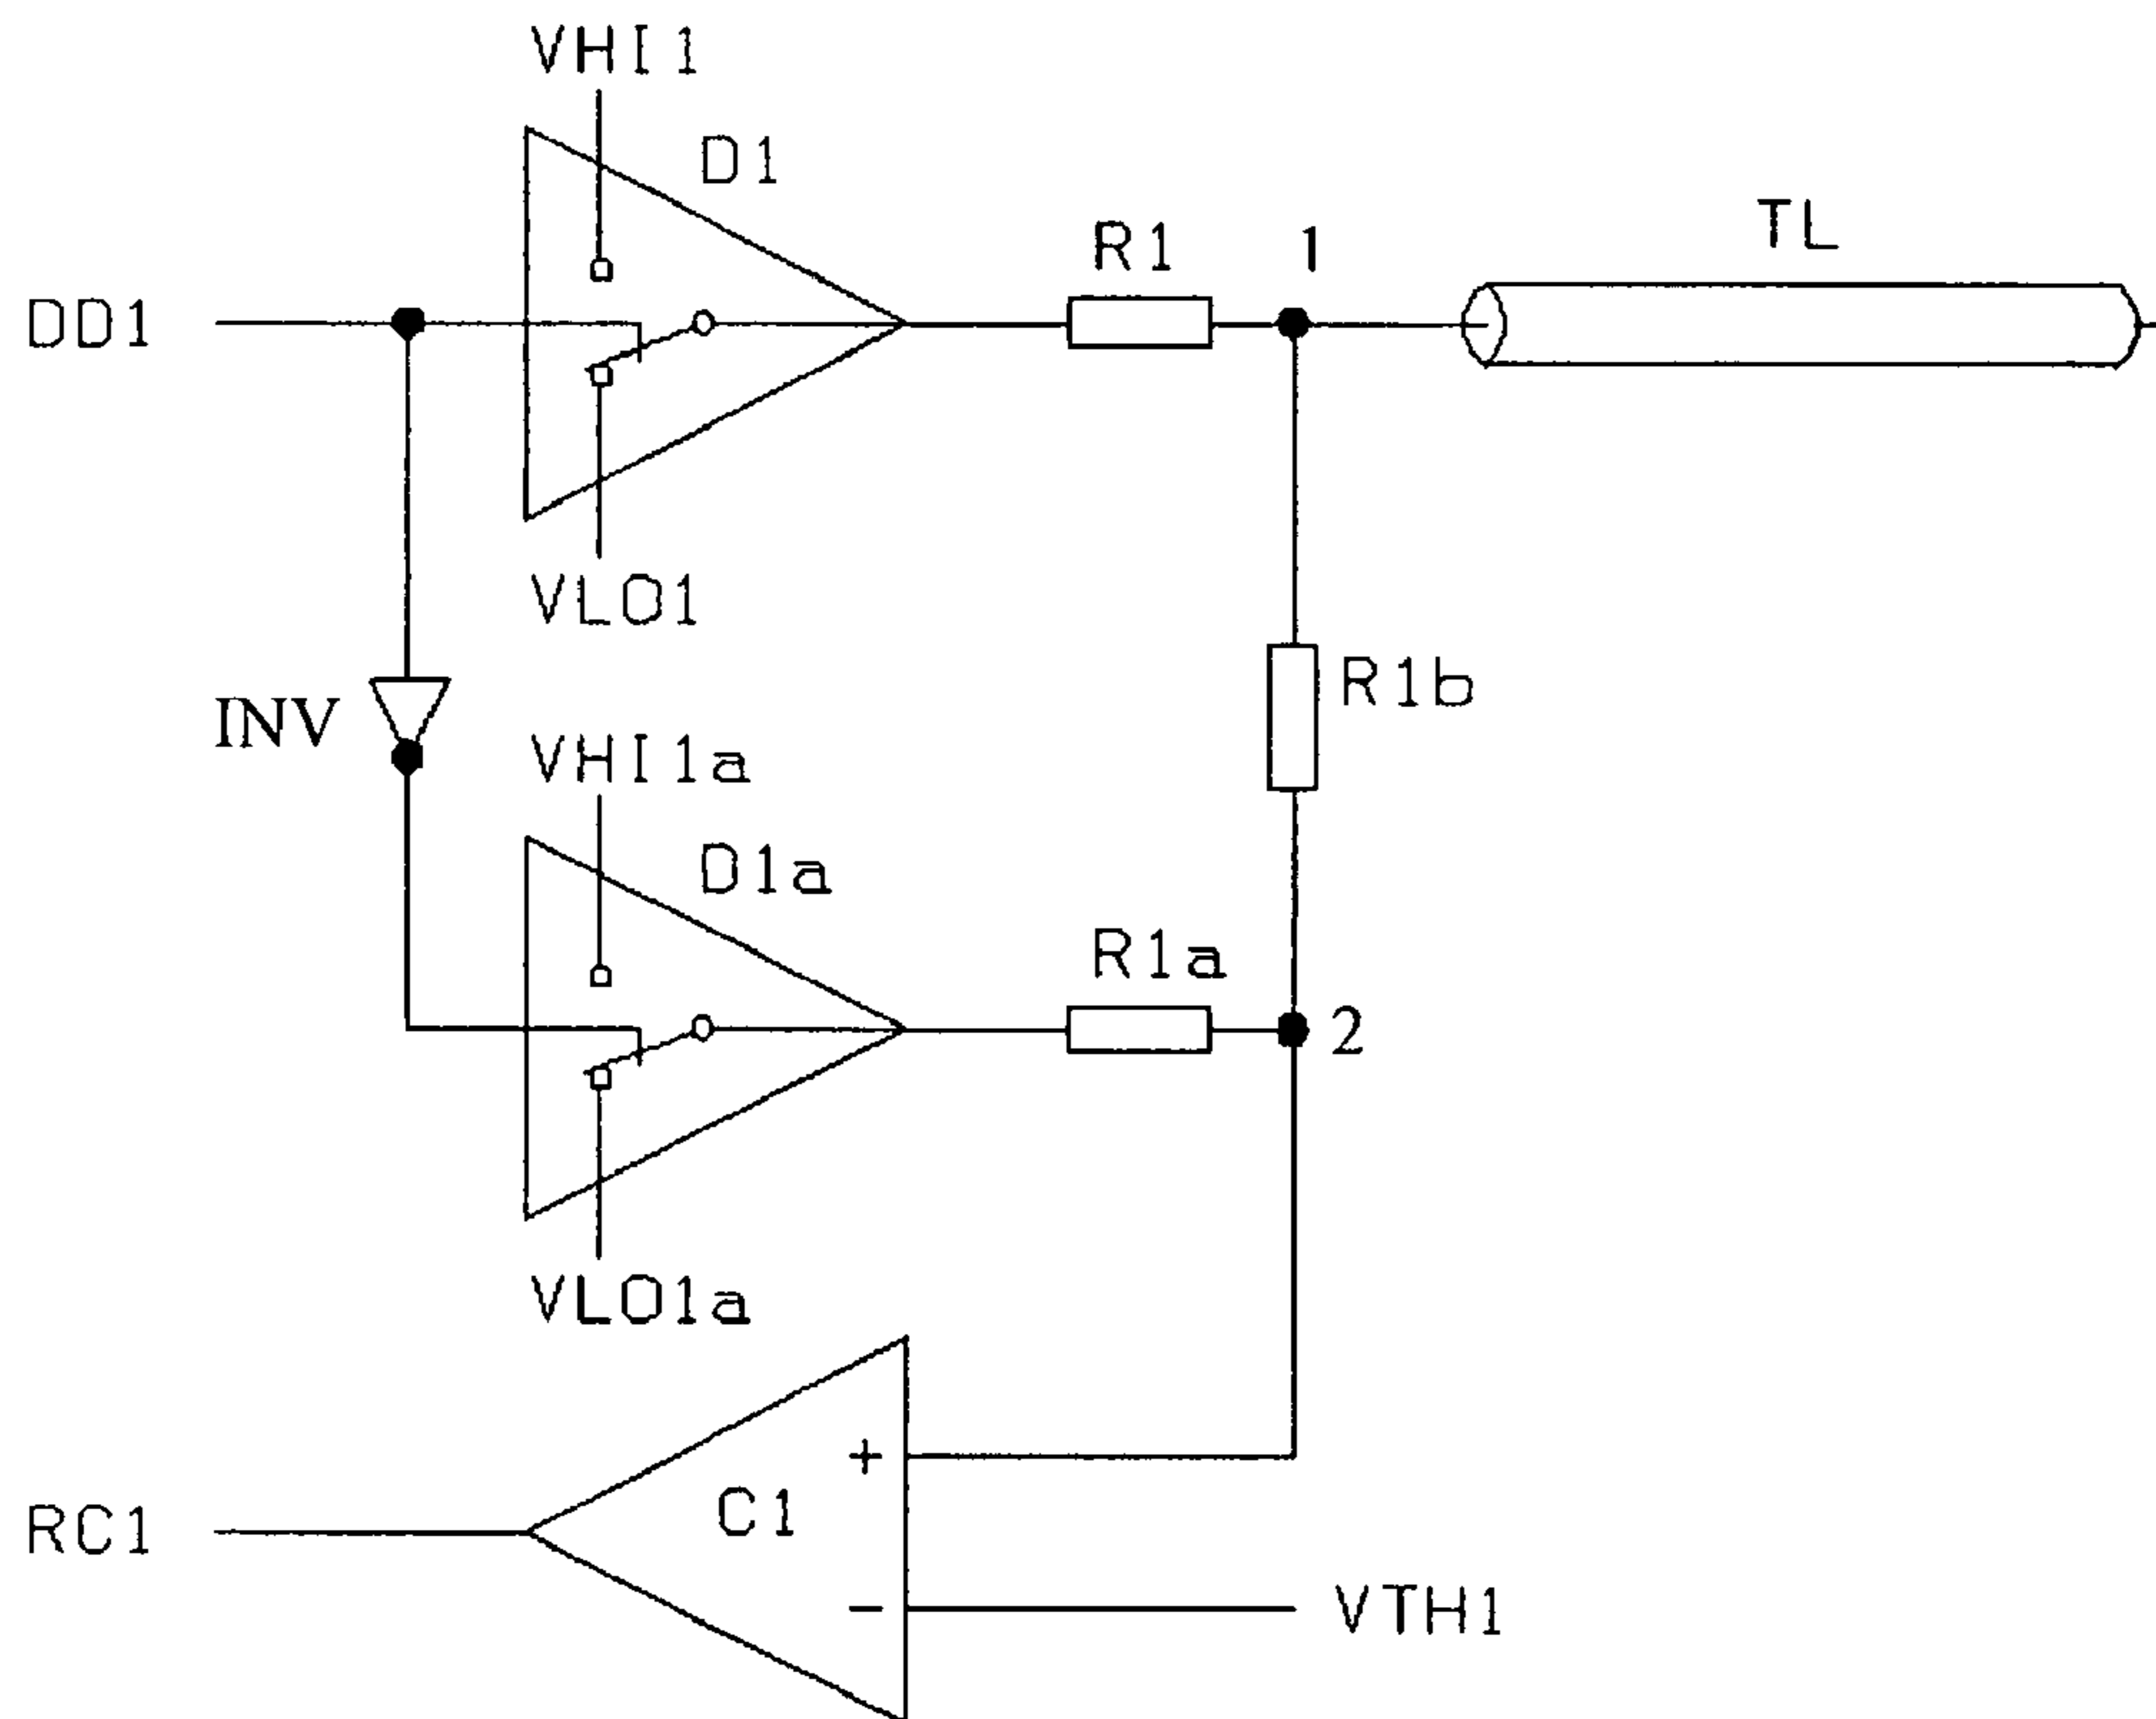 VHI1
D1
TL
R1
1
DD1
VLO1
R1b
INV
VHI1a
D1a
R1a
2
VLO1a
+
C1
RC1
−
VTH1